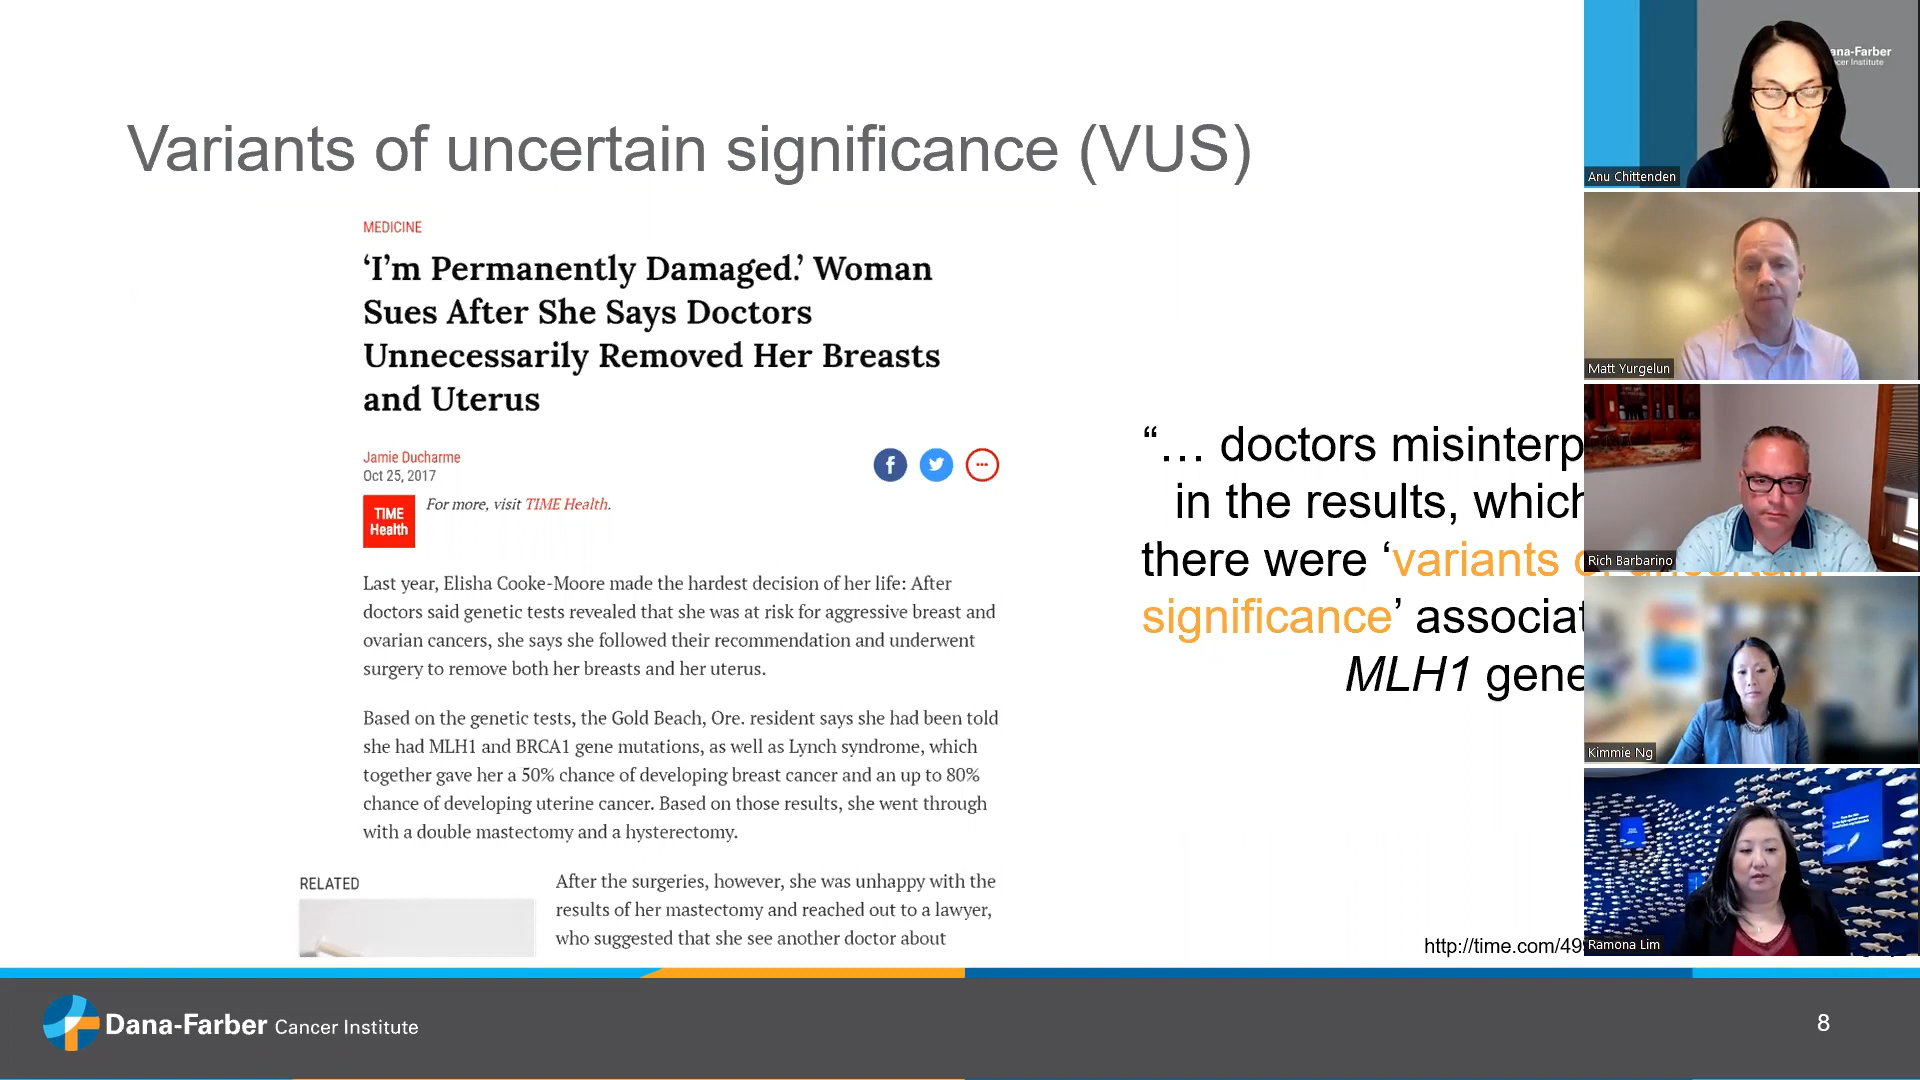 Variants of uncertain significance (VUS)
MEDICINE
‘I’m Permanently Damaged.’ Woman
Sues After She Says Doctors
Unnecessarily Removed Her Breasts
and Uterus
Jamie Ducharme
Oct 25, 2017
TIME
Health
For more, visit TIME Health.
Last year, Elisha Cooke-Moore made the hardest decision of her life: After
doctors said genetic tests revealed that she was at risk for aggressive breast and
ovarian cancers, she says she followed their recommendation and underwent
surgery to remove both her breasts and her uterus.
Based on the genetic tests, the Gold Beach, Ore. resident says she had been told
she had MLH1 and BRCA1 gene mutations, as well as Lynch syndrome, which
together gave her a 50% chance of developing breast cancer and an up to 80%
chance of developing uterine cancer. Based on those results, she went through
with a double mastectomy and a hysterectomy.
RELATED
After the surgeries, however, she was unhappy with the
results of her mastectomy and reached out to a lawyer,
who suggested that she see another doctor about
“… doctors misinterp
in the results, which
there were ‘variants
significance’ associat
MLH1 gene
http://time.com/49
Dana-Farber Cancer Institute
8
ana-Farber
cer Institute
Anu Chittenden
Matt Yurgelun
Rich Barbarino
Kimmie Ng
Ramona Lim